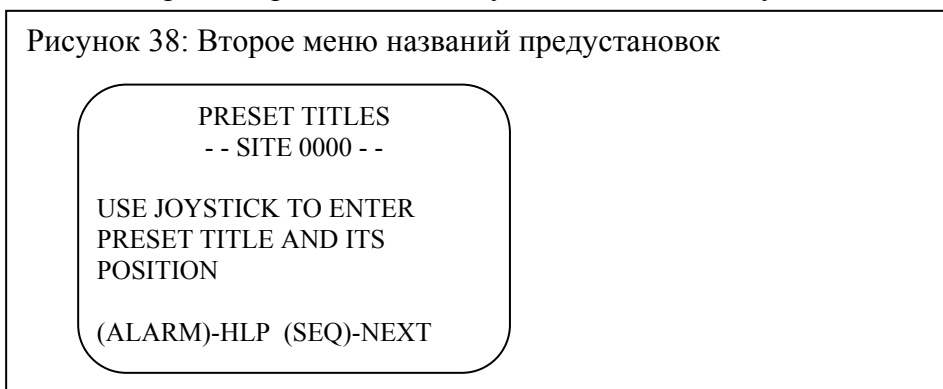 Рисунок 38: Второе меню названий предустановок
PRESET TITLES
- - SITE 0000 - -
USE JOYSTICK TO ENTER
PRESET TITLE AND ITS
POSITION
(ALARM)-HLP (SEQ)-NEXT